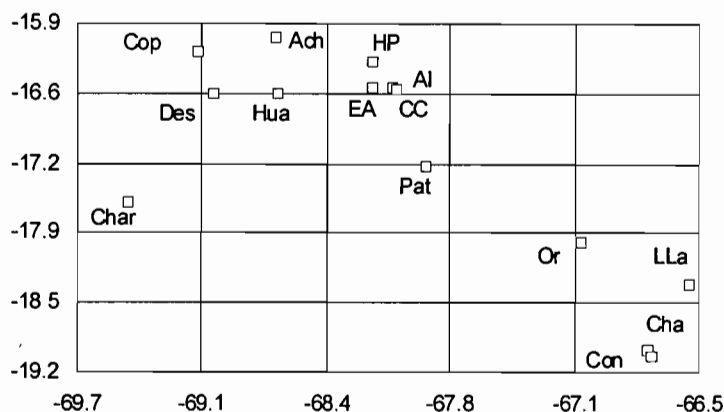 -15.9
Cop Ach HP
Al
-16.6
Des Hua EA CC
-17.2
Pat
Char
-17.9
Or LLa
-18.5
Cha
Con
-19.2
-69.7 -69.1 -68.4 -67.8 -67.1 -66.5